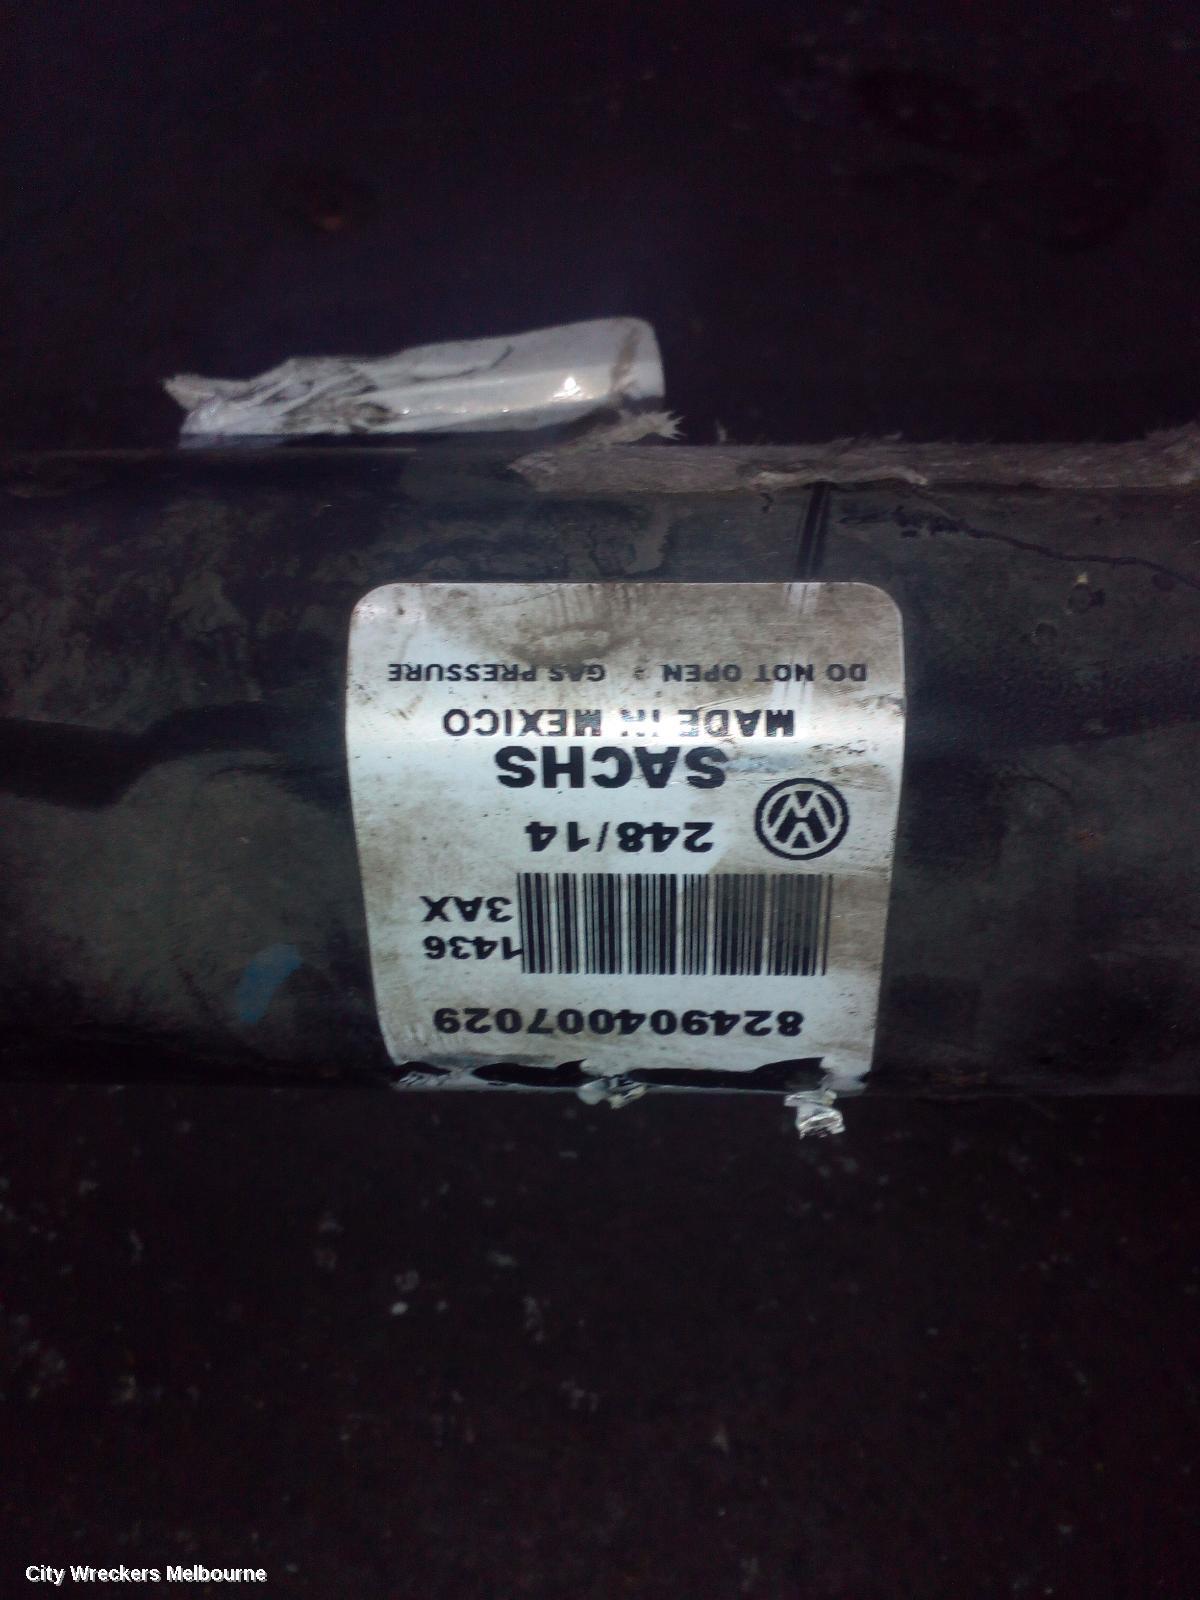 824904007029
1436
3AX
248/14
SACHS
MADE IN MEXICO
DO NOT OPEN - GAS PRESSURE
City Wreckers Melbourne